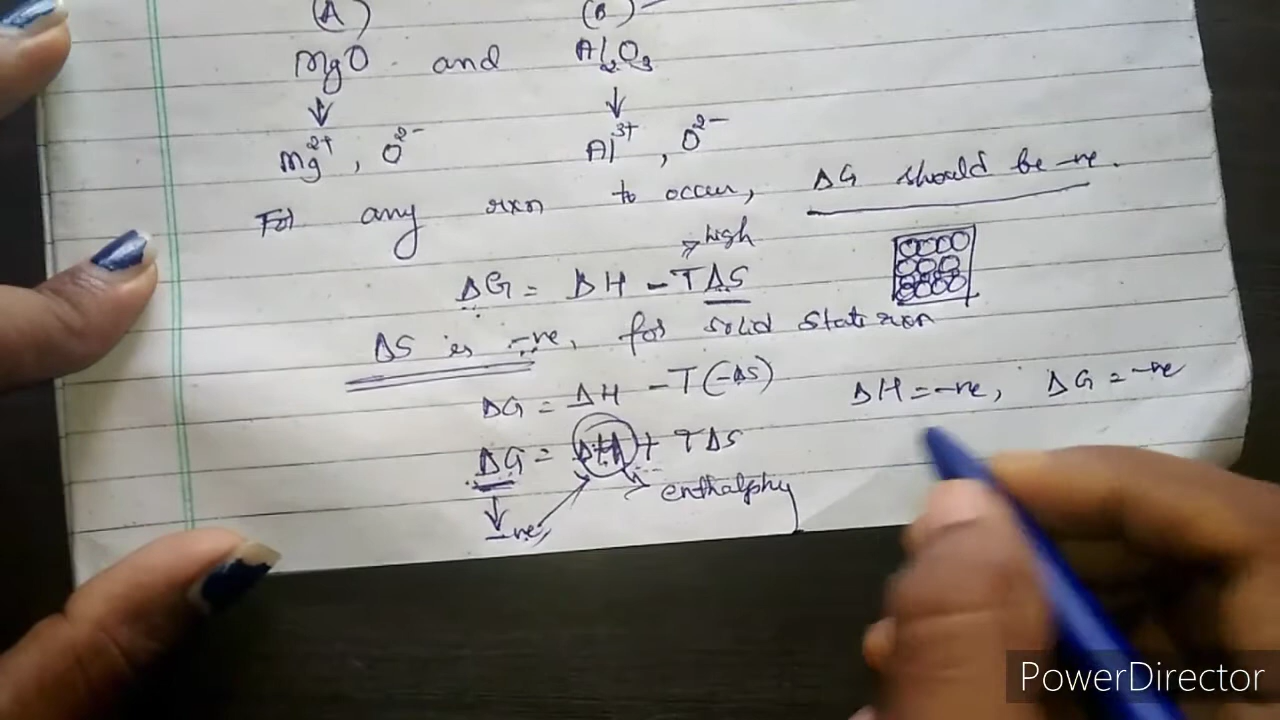 (A) (B)
MgO and Al₂O₃
↓ ↓
Mg²⁺, O²⁻ Al³⁺, O²⁻
For any rxn to occur, ΔG should be -ve.
→ high
ΔG = ΔH - TΔS
ΔS is -ve, for solid state rxn
ΔG = ΔH - T(-ΔS) ΔH = -ve, ΔG = -ve
ΔG = ΔH + TΔS
→ enthalphy
↓
-ve
PowerDirector